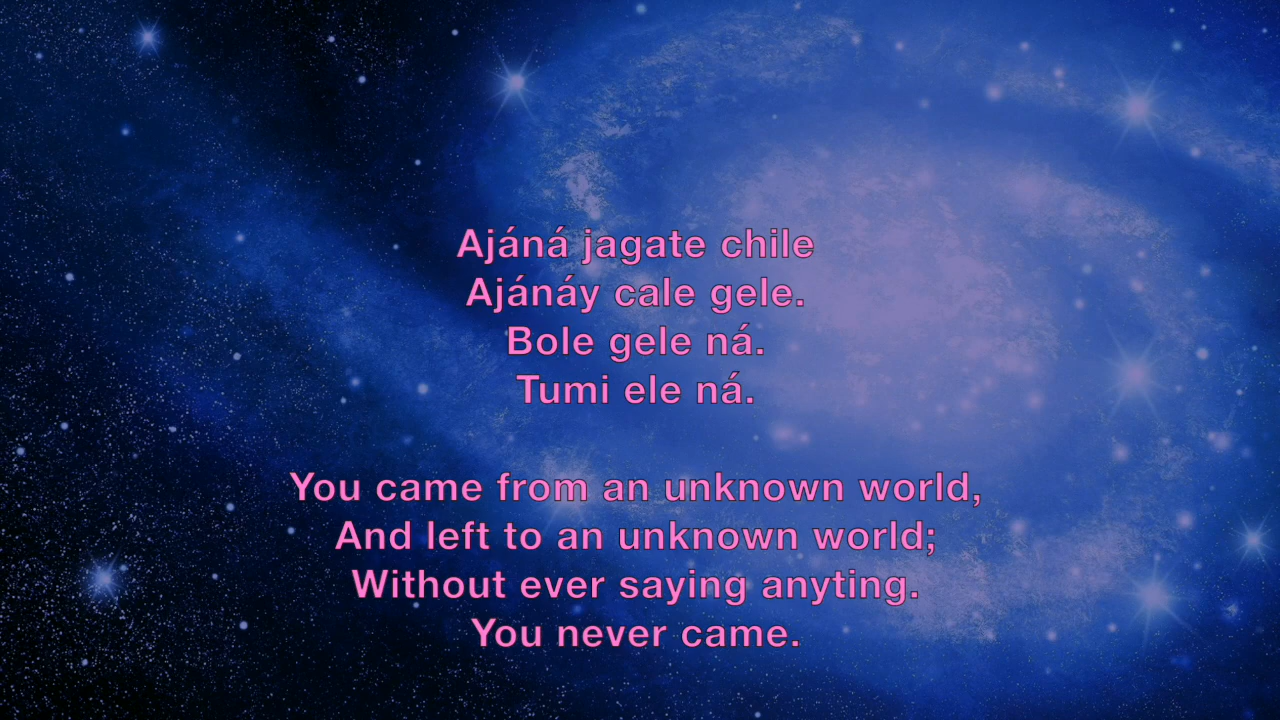 Ajáná jagate chile
Ajánáy cale gele.
Bole gele ná.
Tumi ele ná.
You came from an unknown world,
And left to an unknown world;
Without ever saying anyting.
You never came.